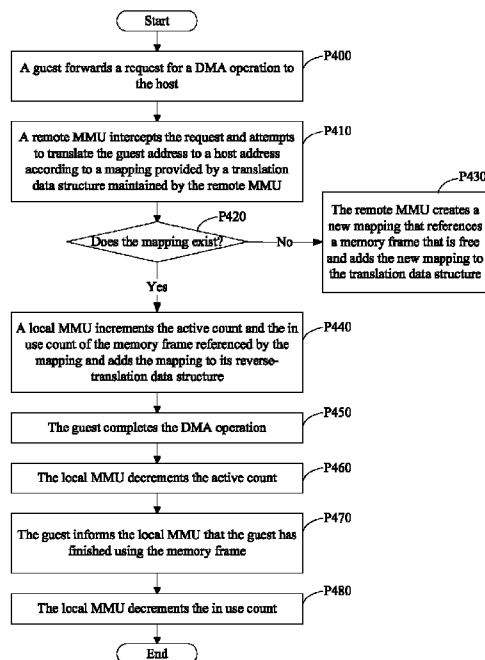 Start
P400
A guest forwards a request for a DMA operation to
the host
P410
A remote MMU intercepts the request and attempts
to translate the guest address to a host address
according to a mapping provided by a translation
data structure maintained by the remote MMU
P420
Does the mapping exist?
No
P430
The remote MMU creates a
new mapping that references
a memory frame that is free
and adds the new mapping to
the translation data structure
Yes
P440
A local MMU increments the active count and the in
use count of the memory frame referenced by the
mapping and adds the mapping to its reverse-
translation data structure
P450
The guest completes the DMA operation
P460
The local MMU decrements the active count
P470
The guest informs the local MMU that the guest has
finished using the memory frame
P480
The local MMU decrements the in use count
End